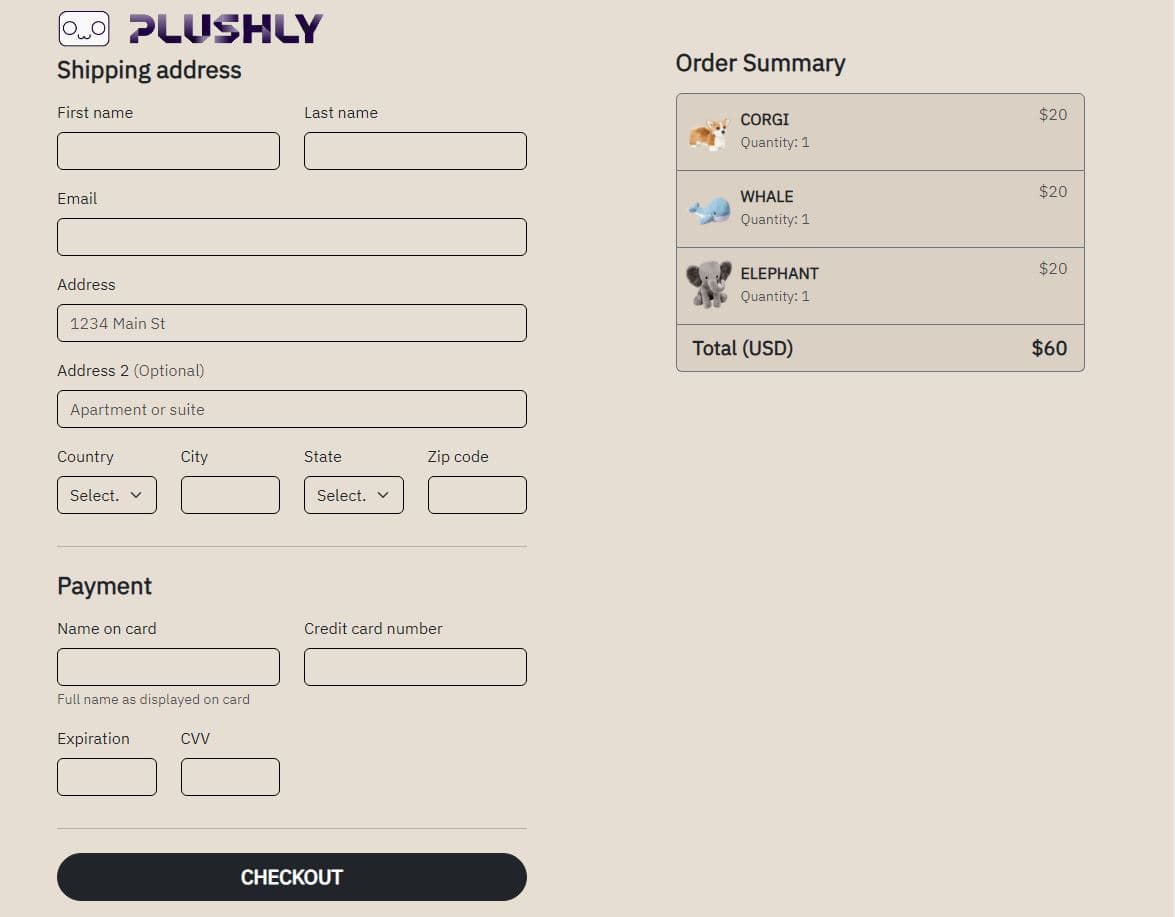 PLUSHLY
Shipping address
First name Last name
Email
Address
1234 Main St
Address 2 (Optional)
Apartment or suite
Country City State Zip code
Select. Select.
Payment
Name on card Credit card number
Full name as displayed on card
Expiration CVV
CHECKOUT
Order Summary
CORGI $20
Quantity: 1
WHALE $20
Quantity: 1
ELEPHANT $20
Quantity: 1
Total (USD) $60